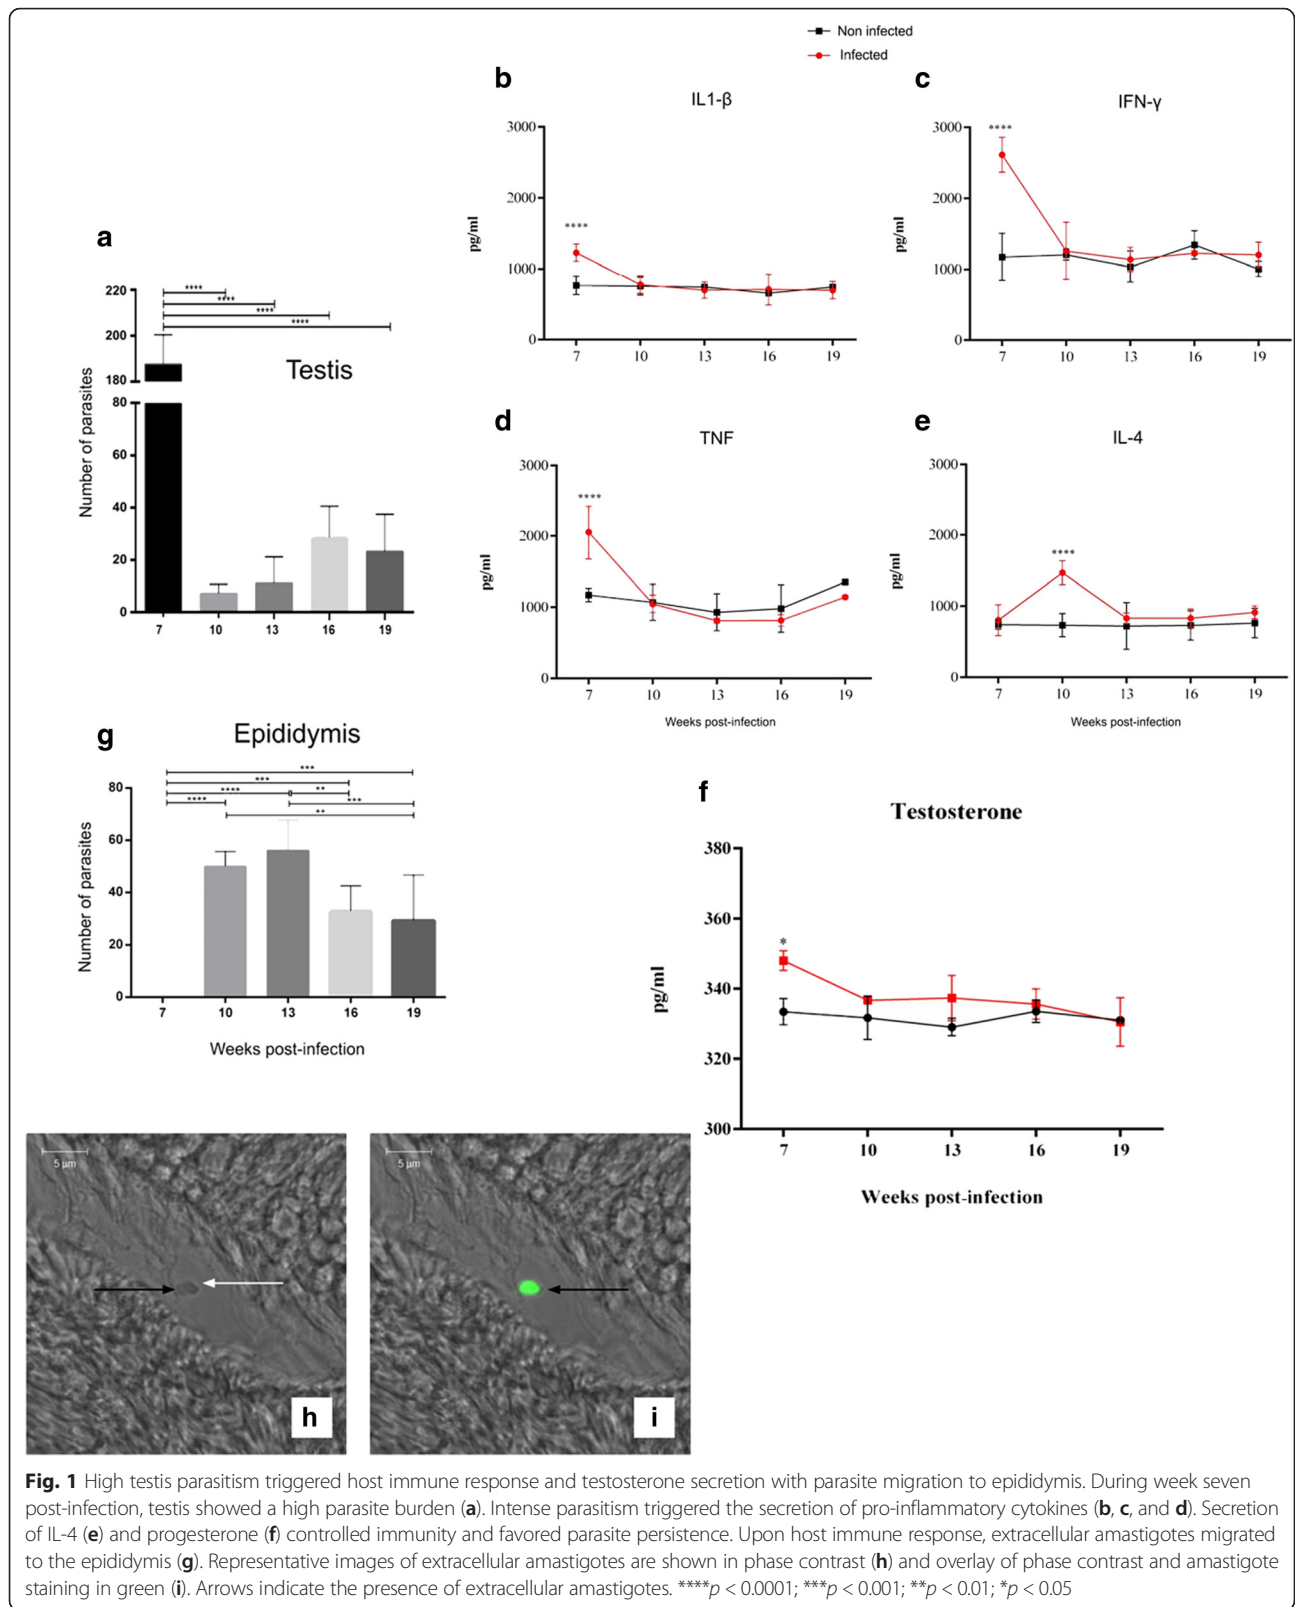 Non infected
Infected
b
IL1-β
3000
2000
1000
0
pg/ml
****
7 10 13 16 19
c
IFN-γ
3000
2000
1000
0
pg/ml
****
7 10 13 16 19
a
Testis
220
200
180
80
60
40
20
0
Number of parasites
****
****
****
****
7 10 13 16 19
d
TNF
3000
2000
1000
0
pg/ml
****
7 10 13 16 19
Weeks post-infection
e
IL-4
3000
2000
1000
0
pg/ml
****
7 10 13 16 19
Weeks post-infection
g
Epididymis
80
60
40
20
0
Number of parasites
***
***
**** **
**** ***
**
7 10 13 16 19
Weeks post-infection
f
Testosterone
380
360
340
320
300
pg/ml
*
7 10 13 16 19
Weeks post-infection
5 µm
h
5 µm
i
Fig. 1 High testis parasitism triggered host immune response and testosterone secretion with parasite migration to epididymis. During week seven
post-infection, testis showed a high parasite burden (a). Intense parasitism triggered the secretion of pro-inflammatory cytokines (b, c, and d). Secretion
of IL-4 (e) and progesterone (f) controlled immunity and favored parasite persistence. Upon host immune response, extracellular amastigotes migrated
to the epididymis (g). Representative images of extracellular amastigotes are shown in phase contrast (h) and overlay of phase contrast and amastigote
staining in green (i). Arrows indicate the presence of extracellular amastigotes. ****p < 0.0001; ***p < 0.001; **p < 0.01; *p < 0.05